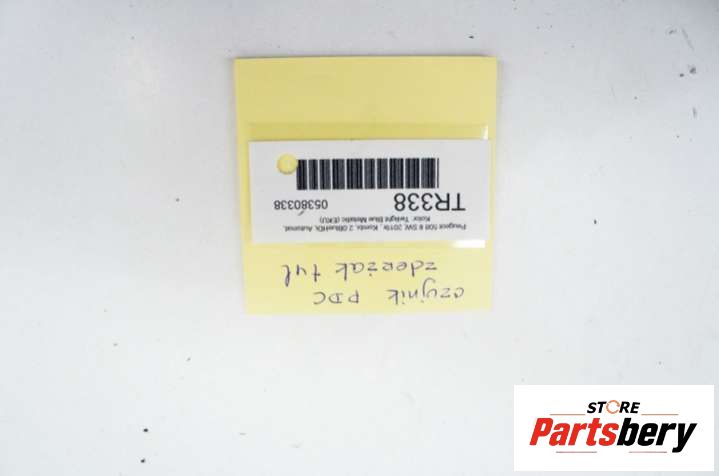 czujnik PDC
zderzak tył
Peugeot 508 II SW, 2019r., Kombi, 2.0BlueHDi, Automat,
Kolor: Twilight Blue Metallic (EKU)
TR338
05380338
STORE
Partsbery